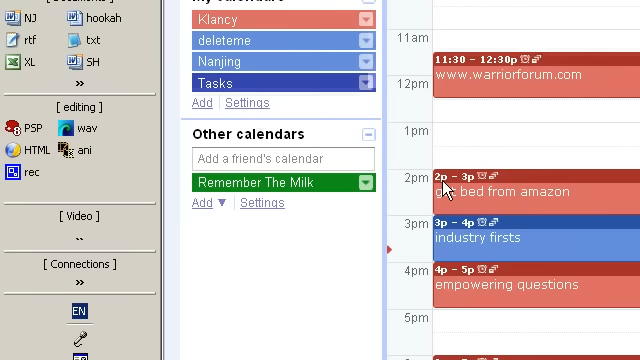 [ Documents ]
NJ
hookah
rtf
txt
XL
SH
»
[ editing ]
PSP
wav
HTML
ani
rec
[ Video ]
[ Connections ]
»
EN
My calendars
Klancy
deleteme
Nanjing
Tasks
Add
Settings
Other calendars
Add a friend's calendar
Remember The Milk
Add ▼
Settings
11am
12pm
1pm
2pm
3pm
4pm
5pm
11:30 – 12:30p
www.warriorforum.com
2p – 3p
bed from amazon
3p – 4p
industry firsts
4p – 5p
empowering questions